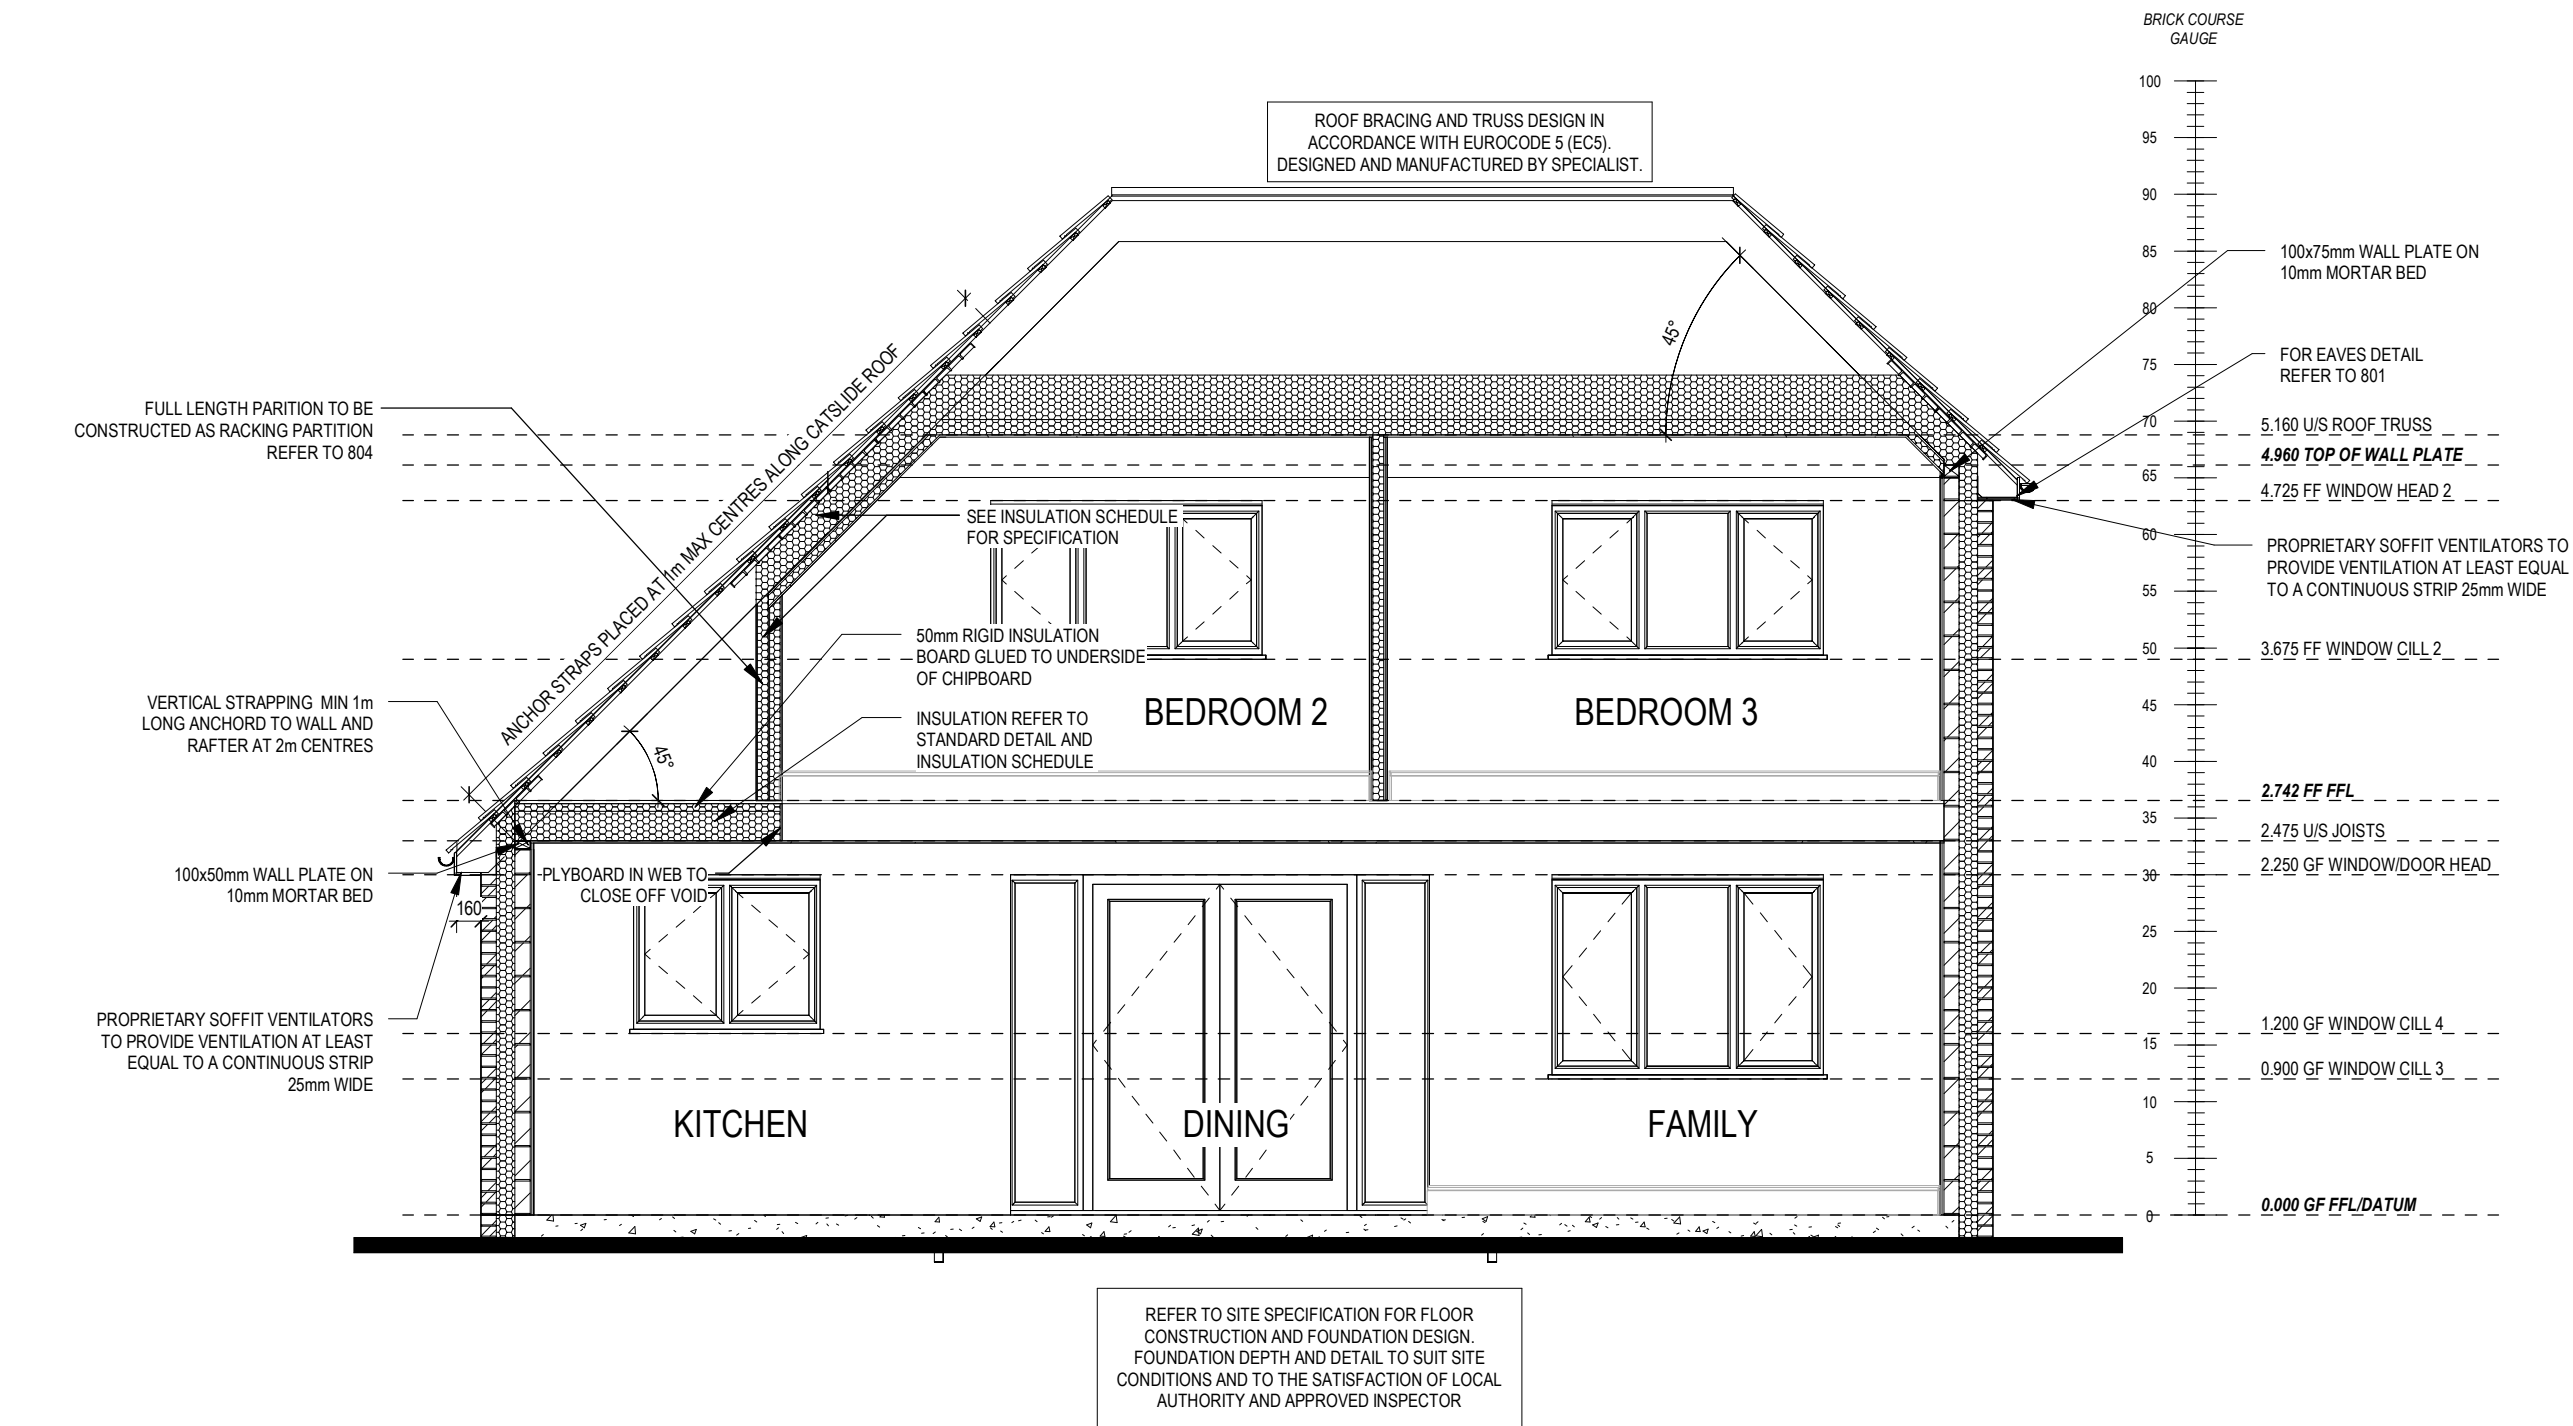 BRICK COURSE
GAUGE
100
95
90
85
80
75
70
65
60
55
50
45
40
35
30
25
20
15
10
5
0
ROOF BRACING AND TRUSS DESIGN IN
ACCORDANCE WITH EUROCODE 5 (EC5).
DESIGNED AND MANUFACTURED BY SPECIALIST.
100x75mm WALL PLATE ON
10mm MORTAR BED
FOR EAVES DETAIL
REFER TO 801
5.160 U/S ROOF TRUSS
4.960 TOP OF WALL PLATE
4.725 FF WINDOW HEAD 2
PROPRIETARY SOFFIT VENTILATORS TO
PROVIDE VENTILATION AT LEAST EQUAL
TO A CONTINUOUS STRIP 25mm WIDE
3.675 FF WINDOW CILL 2
2.742 FF FFL
2.475 U/S JOISTS
2.250 GF WINDOW/DOOR HEAD
1.200 GF WINDOW CILL 4
0.900 GF WINDOW CILL 3
0.000 GF FFL/DATUM
FULL LENGTH PARITION TO BE
CONSTRUCTED AS RACKING PARTITION
REFER TO 804
ANCHOR STRAPS PLACED AT 1m MAX CENTRES ALONG CATSLIDE ROOF
45°
SEE INSULATION SCHEDULE
FOR SPECIFICATION
50mm RIGID INSULATION
BOARD GLUED TO UNDERSIDE
OF CHIPBOARD
INSULATION REFER TO
STANDARD DETAIL AND
INSULATION SCHEDULE
BEDROOM 2
BEDROOM 3
VERTICAL STRAPPING MIN 1m
LONG ANCHORD TO WALL AND
RAFTER AT 2m CENTRES
45°
100x50mm WALL PLATE ON
10mm MORTAR BED
-PLYBOARD IN WEB TO
CLOSE OFF VOID
160
PROPRIETARY SOFFIT VENTILATORS
TO PROVIDE VENTILATION AT LEAST
EQUAL TO A CONTINUOUS STRIP
25mm WIDE
KITCHEN
DINING
FAMILY
REFER TO SITE SPECIFICATION FOR FLOOR
CONSTRUCTION AND FOUNDATION DESIGN.
FOUNDATION DEPTH AND DETAIL TO SUIT SITE
CONDITIONS AND TO THE SATISFACTION OF LOCAL
AUTHORITY AND APPROVED INSPECTOR